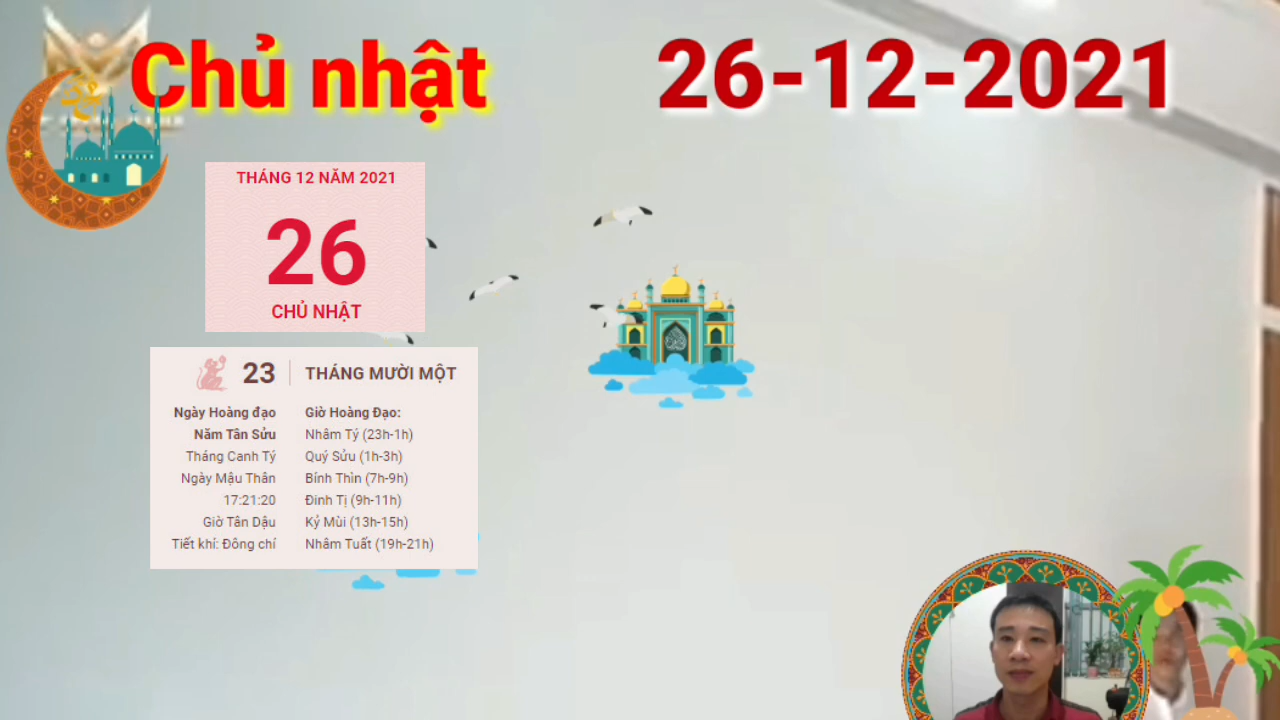 Chủ nhật 26-12-2021
THÁNG 12 NĂM 2021
26
CHỦ NHẬT
23 THÁNG MƯỜI MỘT
Ngày Hoàng đạo
Năm Tân Sửu
Tháng Canh Tý
Ngày Mậu Thân
17:21:20
Giờ Tân Dậu
Tiết khí: Đông chí
Giờ Hoàng Đạo:
Nhâm Tý (23h-1h)
Quý Sửu (1h-3h)
Bính Thìn (7h-9h)
Đinh Tị (9h-11h)
Kỷ Mùi (13h-15h)
Nhâm Tuất (19h-21h)